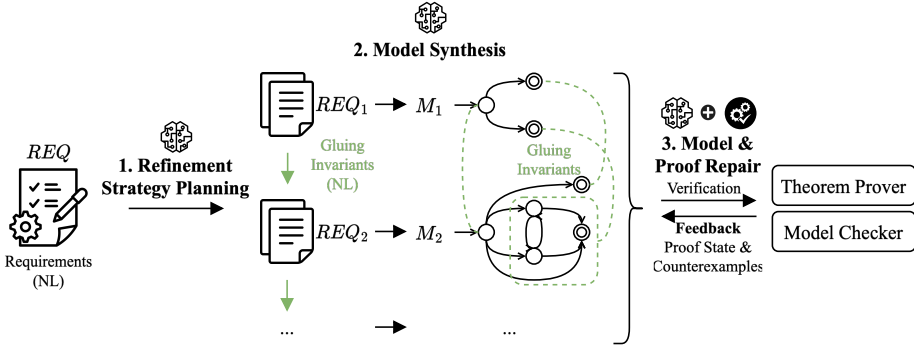 2. Model Synthesis
REQ
1. Refinement
Strategy Planning
Requirements
(NL)
REQ1
M1
Gluing
Invariants
(NL)
Gluing
Invariants
REQ2
M2
...
...
3. Model &
Proof Repair
Verification
Feedback
Proof State &
Counterexamples
Theorem Prover
Model Checker